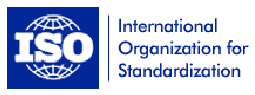 ISO
International
Organization for
Standardization